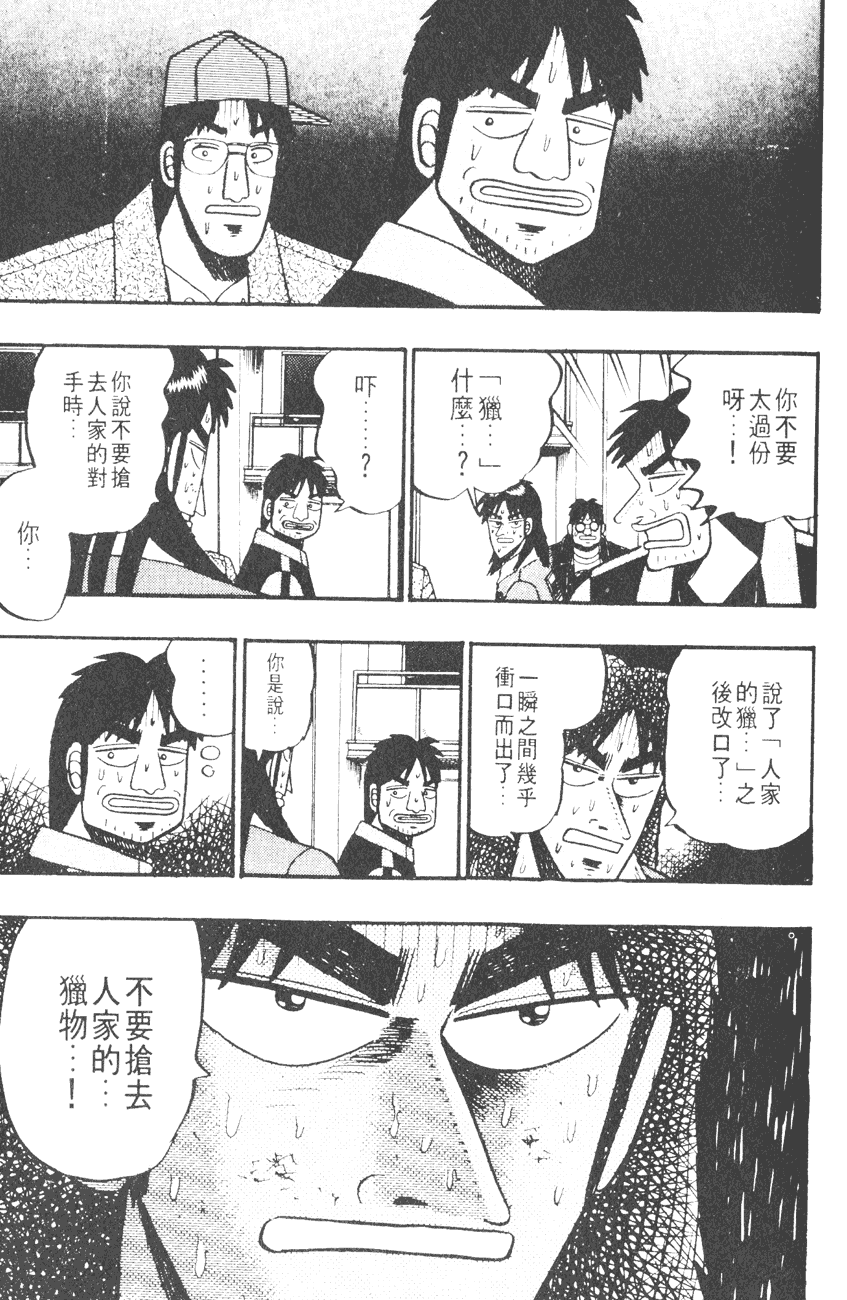 你不要
太過份
呀…！
「獵…」
什麼…？
吓……？
你說不要搶
去人家的對
手時…
你…
說了「人家
的獵…」之
後改口了…
一瞬之間幾乎
衝口而出了…
你是說…
……
不要搶去
人家的…
獵物…！